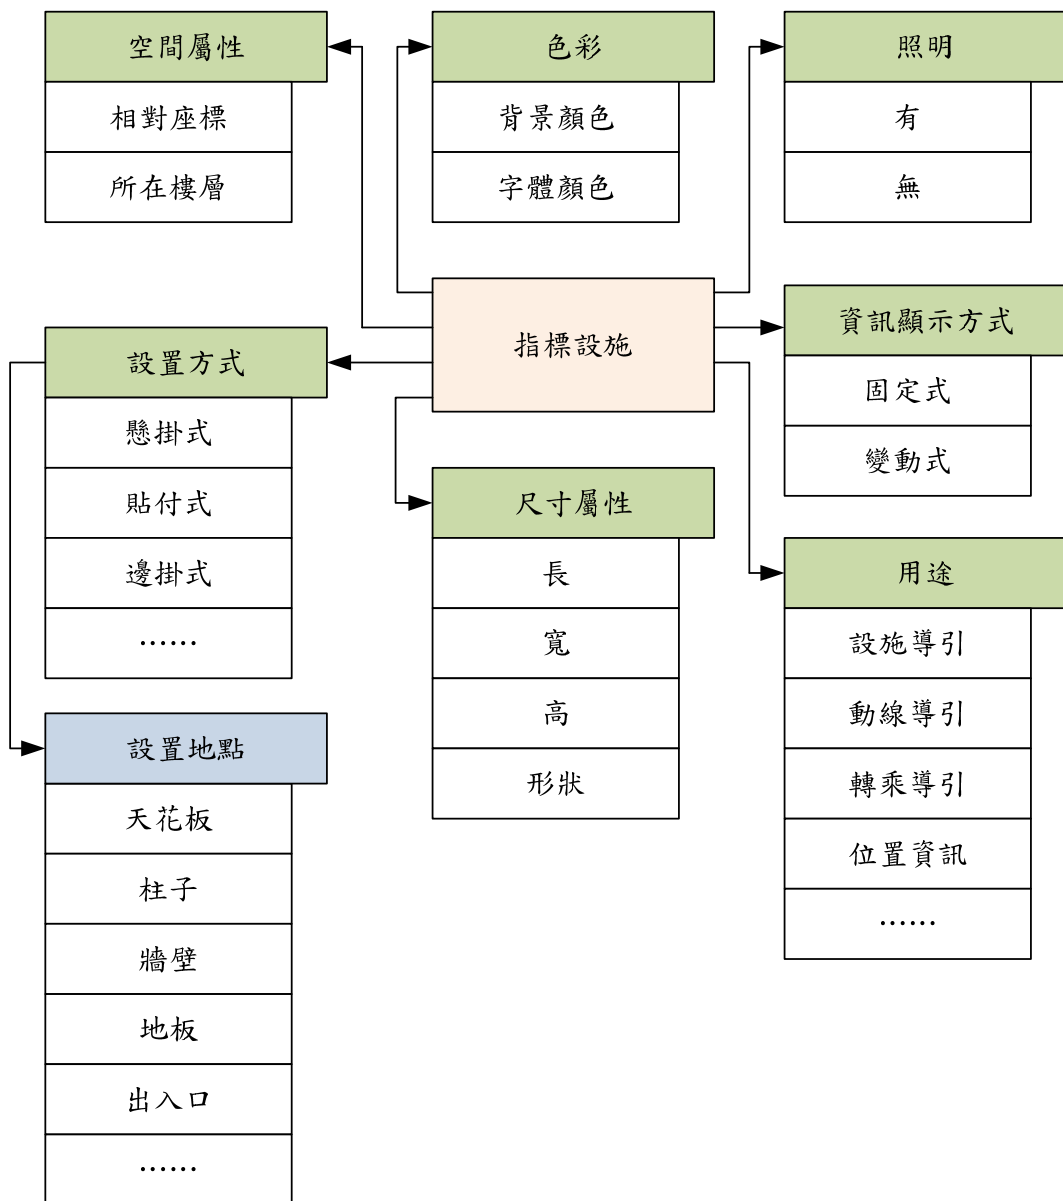 空間屬性
相對座標
所在樓層
色彩
背景顏色
字體顏色
照明
有
無
指標設施
設置方式
懸掛式
貼付式
邊掛式
……
資訊顯示方式
固定式
變動式
尺寸屬性
長
寬
高
形狀
用途
設施導引
動線導引
轉乘導引
位置資訊
……
設置地點
天花板
柱子
牆壁
地板
出入口
……